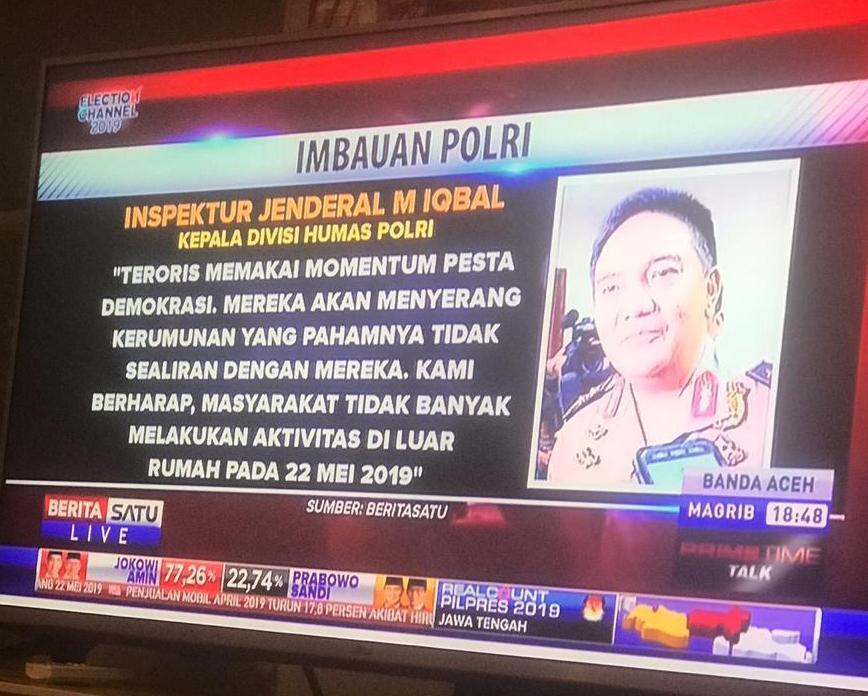 ELECTION
CHANNEL
2019
IMBAUAN POLRI
INSPEKTUR JENDERAL M IQBAL
KEPALA DIVISI HUMAS POLRI
"TERORIS MEMAKAI MOMENTUM PESTA
DEMOKRASI. MEREKA AKAN MENYERANG
KERUMUNAN YANG PAHAMNYA TIDAK
SEALIRAN DENGAN MEREKA. KAMI
BERHARAP, MASYARAKAT TIDAK BANYAK
MELAKUKAN AKTIVITAS DI LUAR
RUMAH PADA 22 MEI 2019"
SUMBER: BERITASATU
BANDA ACEH
MAGRIB 18:48
BERITA SATU
LIVE
PRIMETIME
TALK
JOKOWI
AMIN
77,26%
22,74%
PRABOWO
SANDI
REAL COUNT
PILPRES 2019
JAWA TENGAH
ANG 22 MEI 2019 PENJUALAN MOBIL APRIL 2019 TURUN 17,8 PERSEN AKIBAT